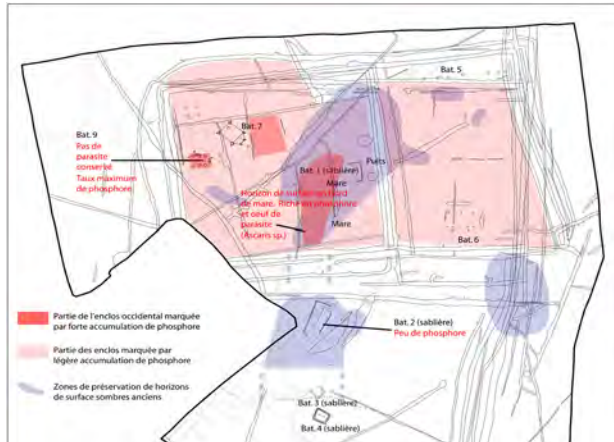 Bat. 5
Bat. 9
Pas de
parasite
conservé
Taux maximum
de phosphore
Bat. 7
Bat. 1 (sablière)
Puits
Mare
Horizon de surface en bord
de mare. Riche en phosphore
et oeuf de
parasite
(Ascaris sp.)
Mare
Bat. 6
Partie de l'enclos occidental marquée
par forte accumulation de phosphore
Partie des enclos marquée par
légère accumulation de phosphore
Zones de préservation de horizons
de surface sombres anciens
Bat. 2 (sablière)
Peu de phosphore
Bat. 3 (sablière)
Bat. 4 (sablière)